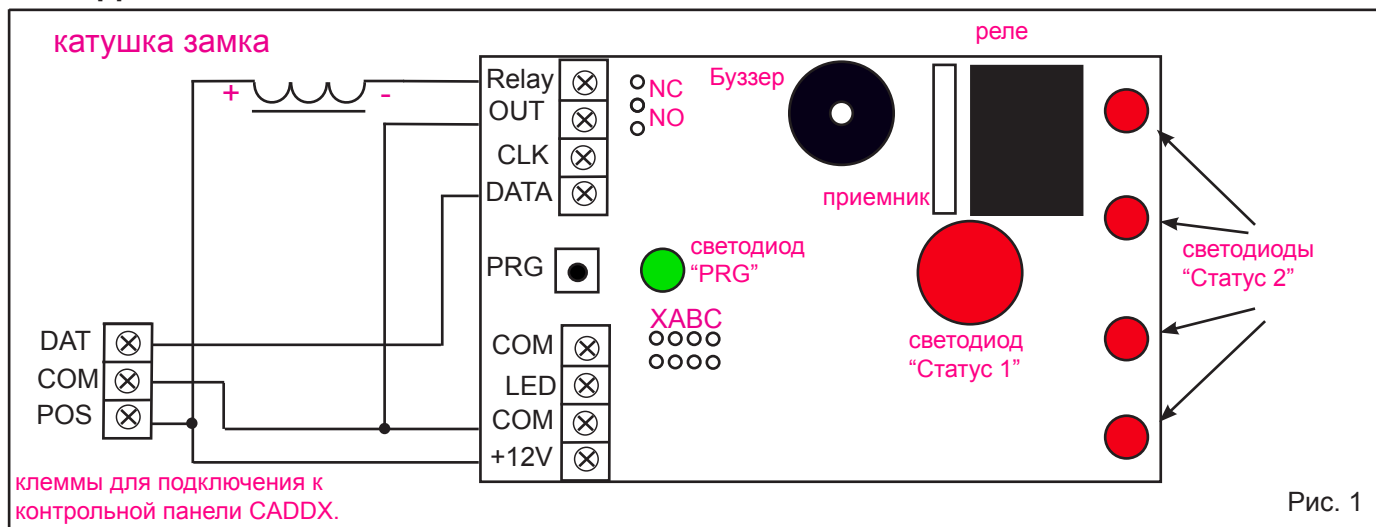 катушка замка
+ -
Relay
OUT
CLK
DATA
NC
NO
Буззер
реле
приемник
PRG
светодиод
“PRG”
XABC
светодиод
“Статус 1”
светодиоды
“Статус 2”
COM
LED
COM
+12V
DAT
COM
POS
клеммы для подключения к
контрольной панели CADDX.
Рис. 1